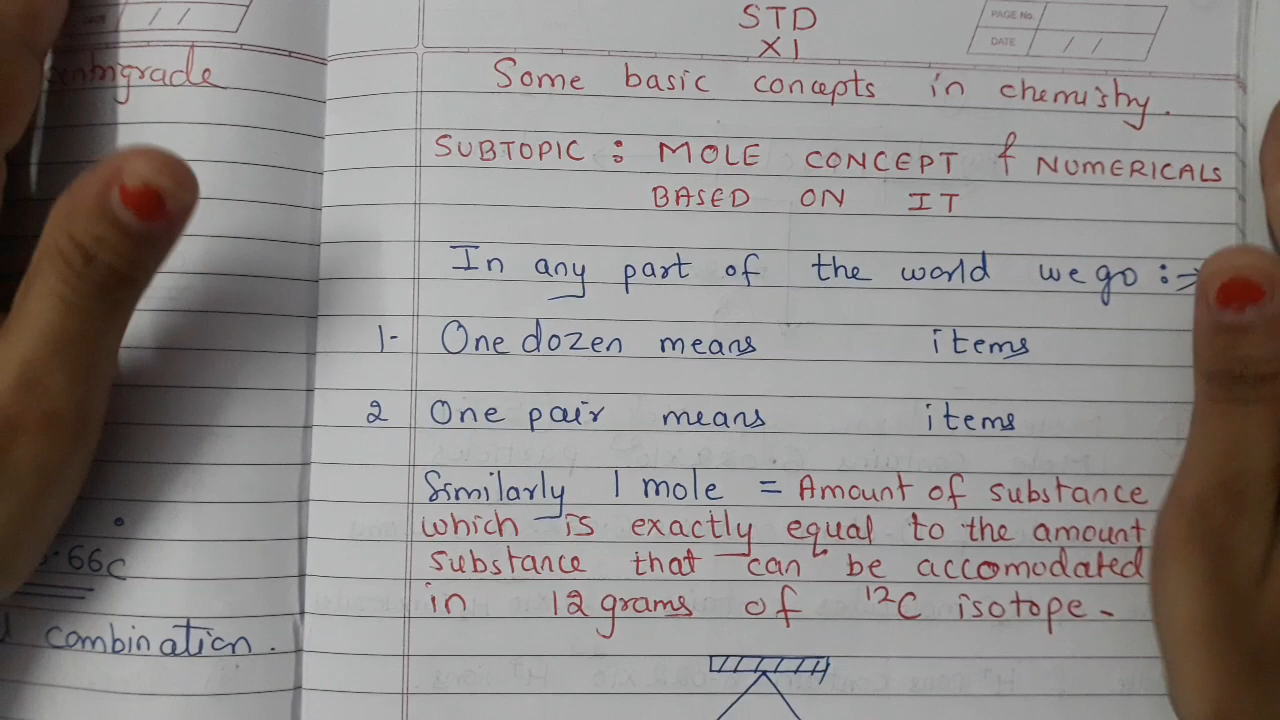 / /
STD
XI
PAGE No.
DATE / /
Some basic concepts in chemistry.
SUBTOPIC : MOLE CONCEPT & NUMERICALS
BASED ON IT
In any part of the world we go :→
1- One dozen means items
2 One pair means items
Similarly 1 mole = Amount of substance
which is exactly equal to the amount
substance that can be accomodated
in 12 grams of ¹²C isotope-
66C
combination.